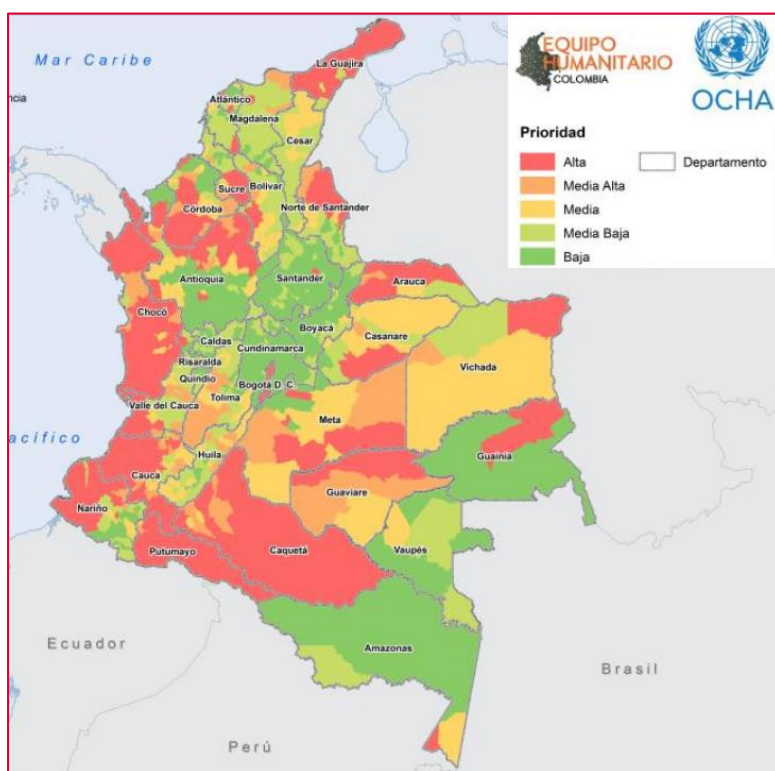 Mar Caribe
ncia
La Guajira
Atlántico
Magdalena
Cesar
Sucre
Bolívar
Córdoba
Norte de Santander
Antioquia
Santander
Arauca
Chocó
Boyacá
Casanare
Caldas
Cundinamarca
Risaralda
Vichada
Quindío
Bogotá D. C.
Valle del Cauca
Tolima
Meta
acífico
Huila
Guainía
Cauca
Guaviare
Nariño
Putumayo
Caquetá
Vaupés
Amazonas
Ecuador
Brasil
Perú
EQUIPO
HUMANITARIO
COLOMBIA
OCHA
Prioridad
Alta
Departamento
Media Alta
Media
Media Baja
Baja